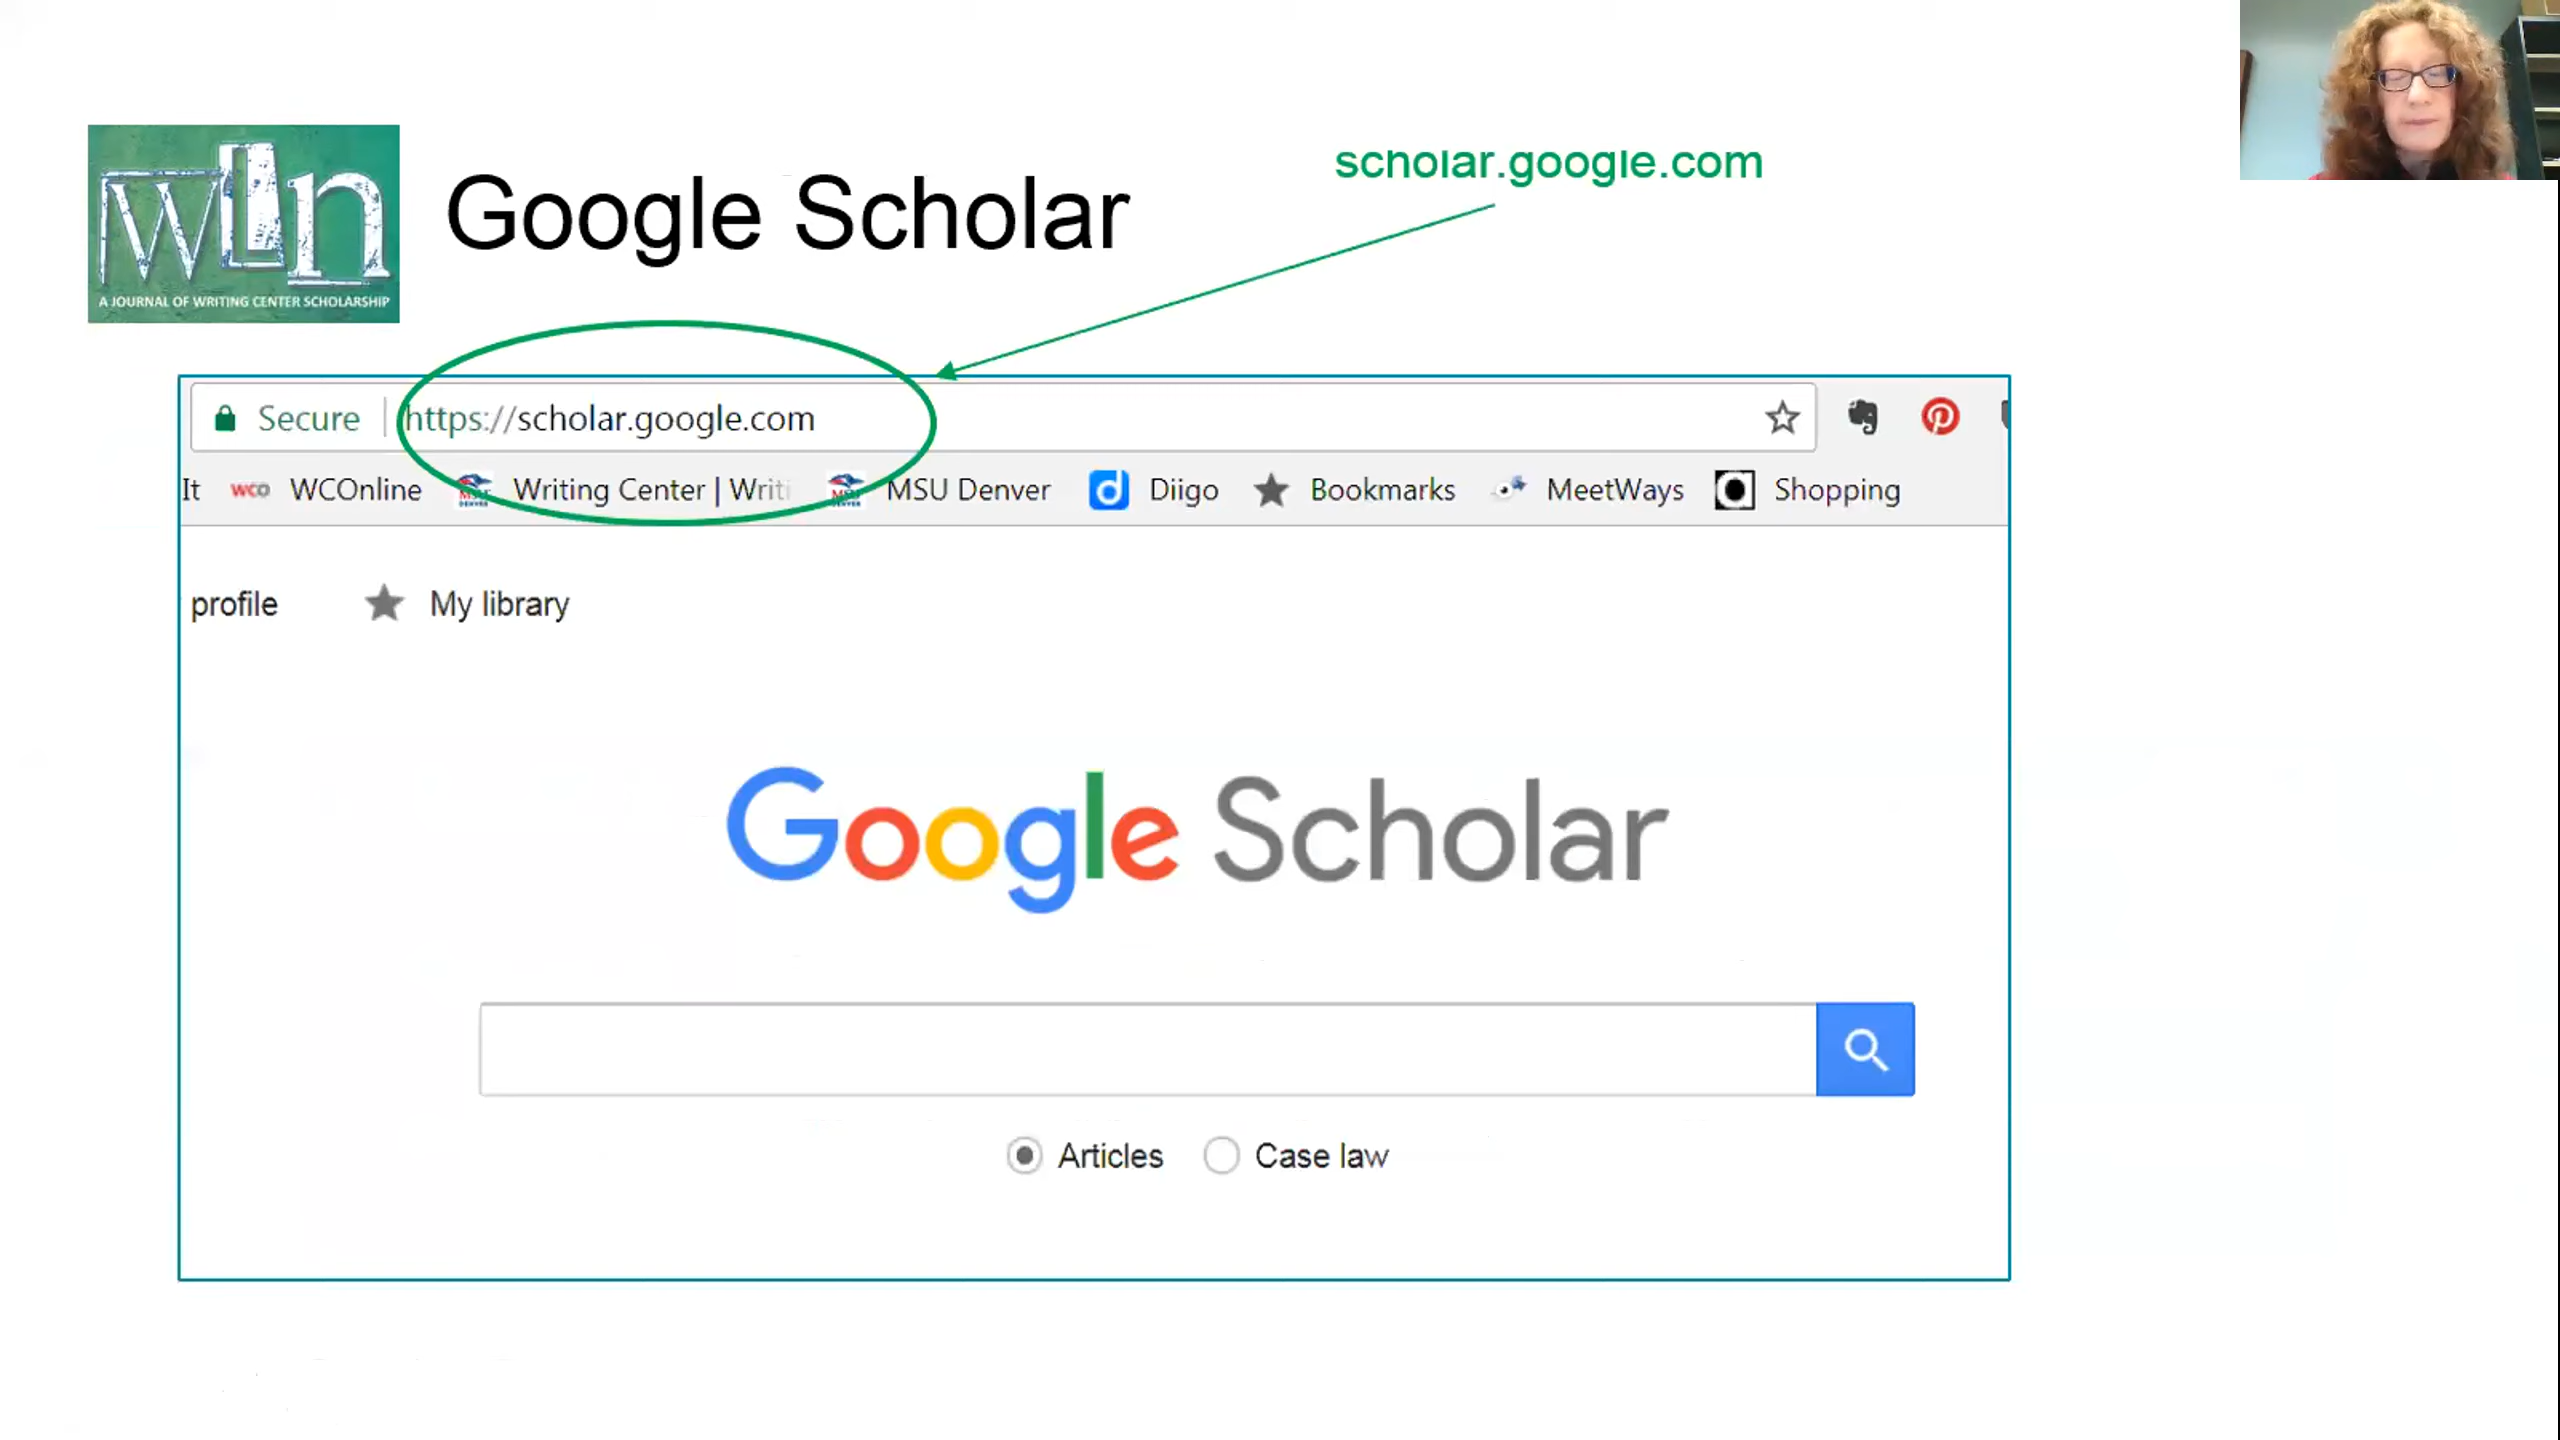 scholar.google.com
wLn
A JOURNAL OF WRITING CENTER SCHOLARSHIP
Google Scholar
Secure https://scholar.google.com
It WCO WCOnline Writing Center | Writi MSU Denver d Diigo Bookmarks MeetWays Shopping
profile My library
Google Scholar
Articles Case law